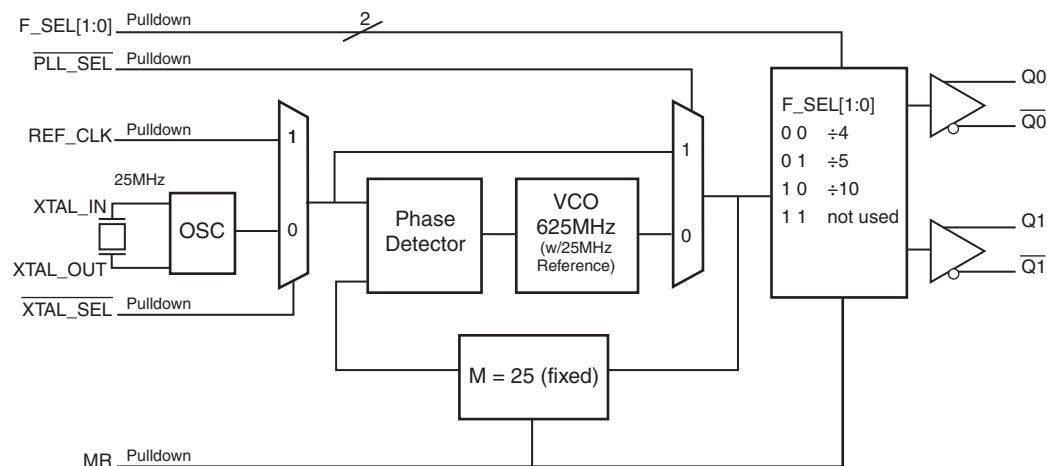 F_SEL[1:0] Pulldown 2
PLL_SEL Pulldown
REF_CLK Pulldown
25MHz
XTAL_IN
OSC
XTAL_OUT
XTAL_SEL Pulldown
1
0
Phase
Detector
VCO
625MHz
(w/25MHz
Reference)
1
0
M = 25 (fixed)
MR Pulldown
F_SEL[1:0]
0 0 ÷4
0 1 ÷5
1 0 ÷10
1 1 not used
Q0
Q0
Q1
Q1